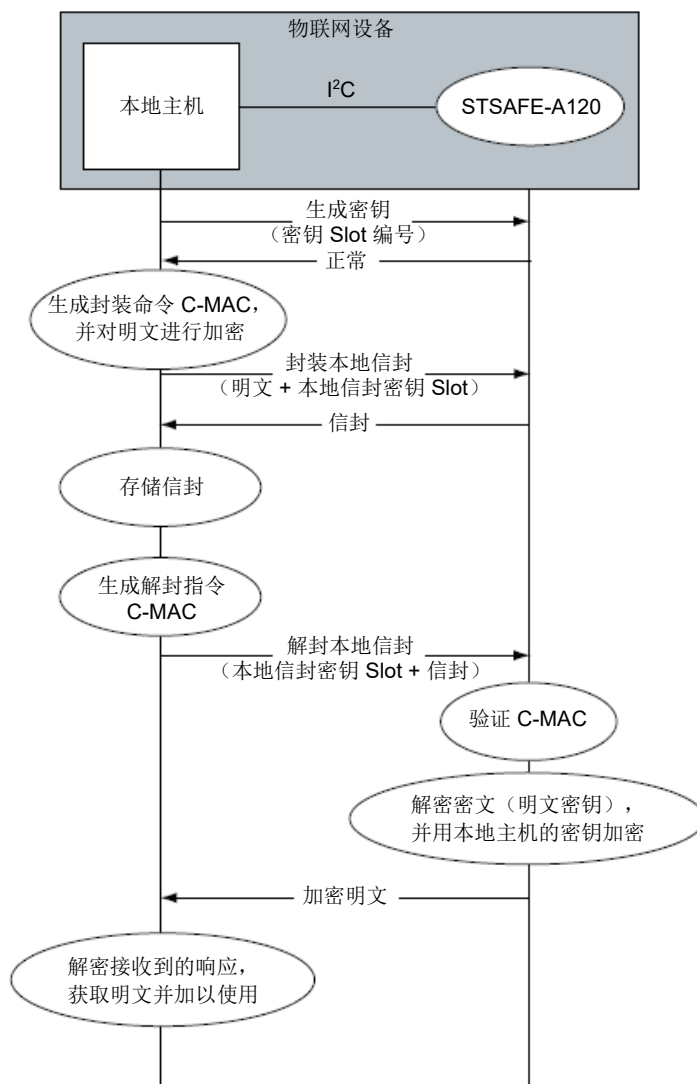 物联网设备
本地主机
I²C
STSAFE-A120
生成密钥
（密钥 Slot 编号）
正常
生成封装命令 C-MAC，
并对明文进行加密
封装本地信封
（明文 + 本地信封密钥 Slot）
信封
存储信封
生成解封指令
C-MAC
解封本地信封
（本地信封密钥 Slot + 信封）
验证 C-MAC
解密密文（明文密钥），
并用本地主机的密钥加密
加密明文
解密接收到的响应，
获取明文并加以使用